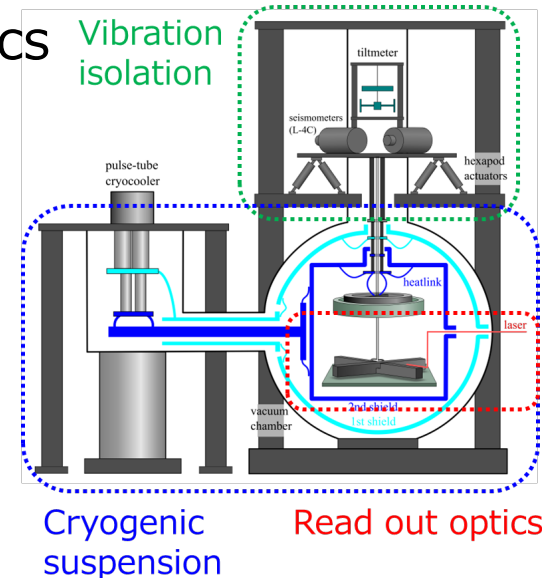 cs
Vibration
isolation
tiltmeter
seismometers
(L-4C)
hexapod
actuators
pulse-tube
cryocooler
heatlink
laser
2nd shield
1st shield
vacuum
chamber
Cryogenic
suspension
Read out optics